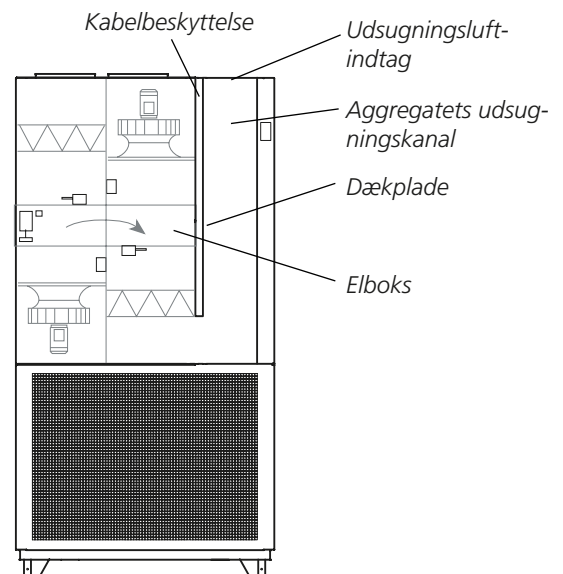 Kabelbeskyttelse
Udsugningsluft-
indtag
Aggregatets udsug-
ningskanal
Dækplade
Elboks